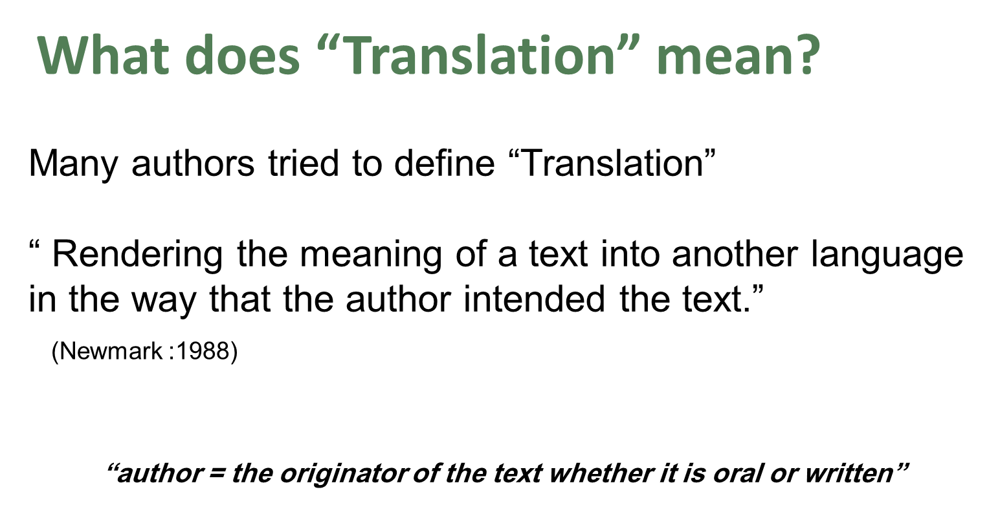 What does “Translation” mean?
Many authors tried to define “Translation”
“ Rendering the meaning of a text into another language
in the way that the author intended the text.”
(Newmark :1988)
“author = the originator of the text whether it is oral or written”